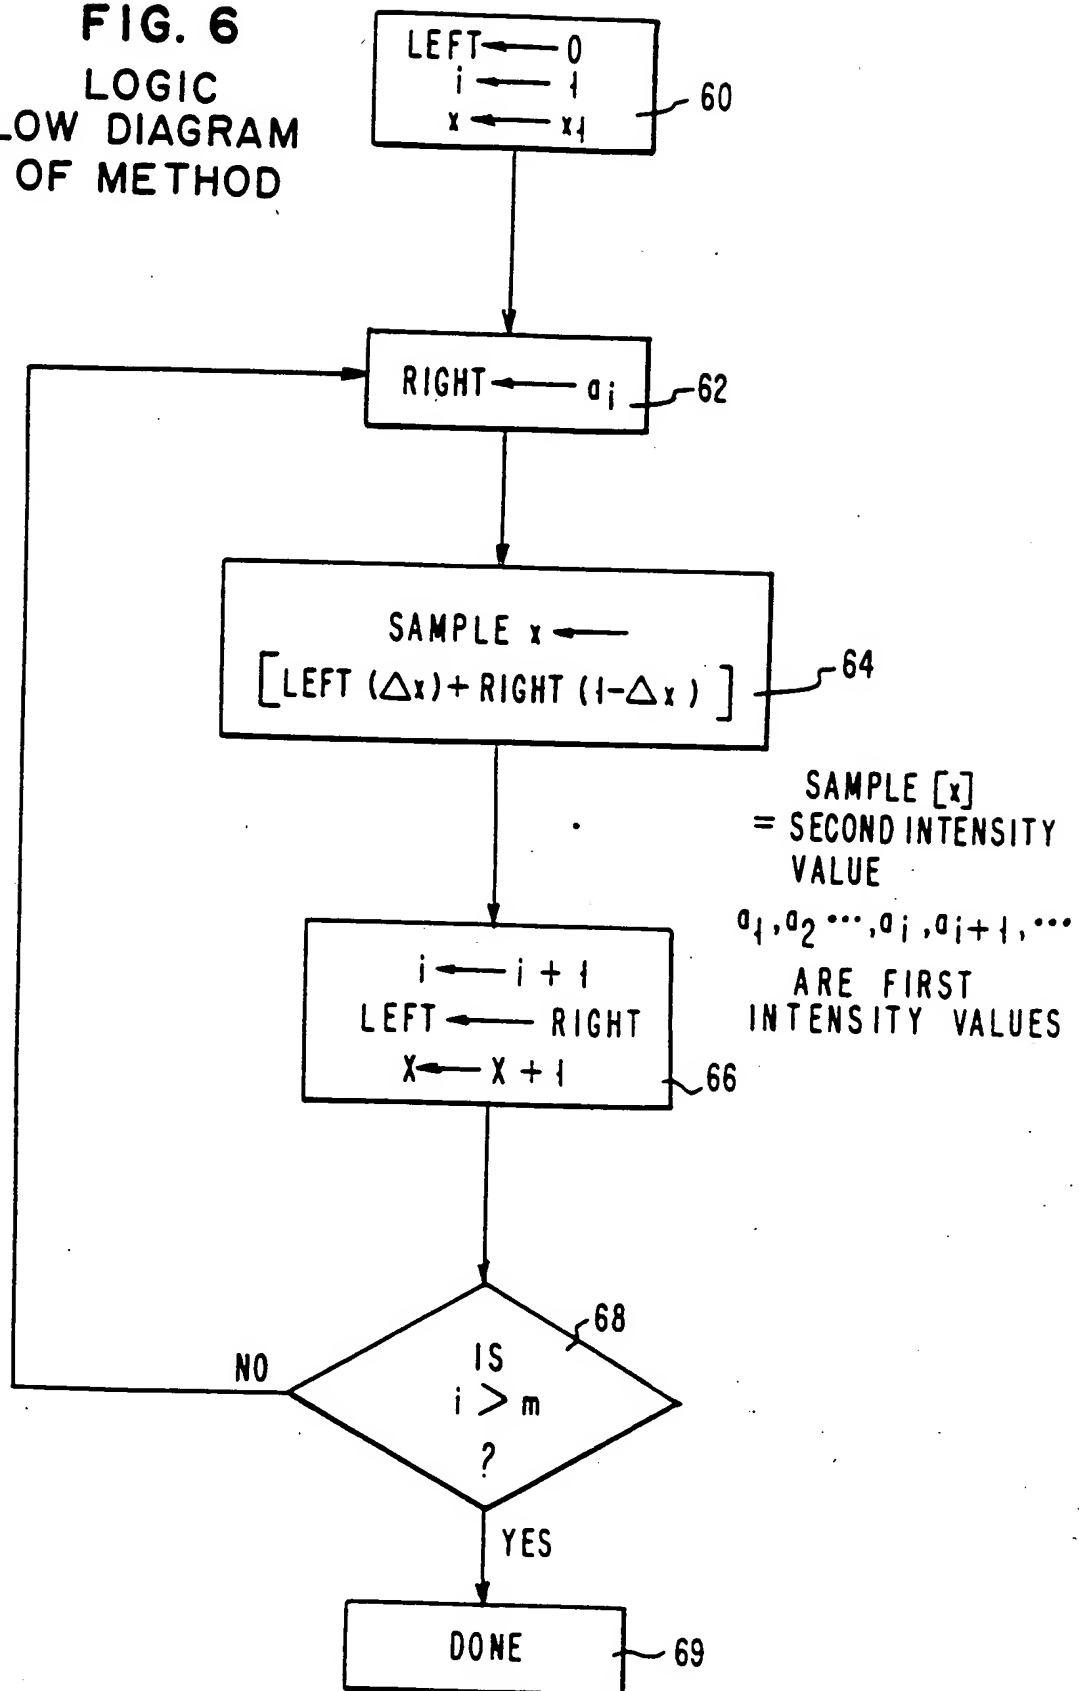 FIG. 6
LOGIC
LOW DIAGRAM
OF METHOD
LEFT ← 0
i ← 1
x ← x1
60
RIGHT ← ai
62
SAMPLE x ←
[LEFT (Δx) + RIGHT (1-Δx)]
64
SAMPLE [x]
= SECOND INTENSITY
VALUE
a1, a2 ···, ai, ai+1, ···
ARE FIRST
INTENSITY VALUES
i ← i + 1
LEFT ← RIGHT
X ← X + 1
66
68
IS
i > m
?
NO
YES
DONE
69